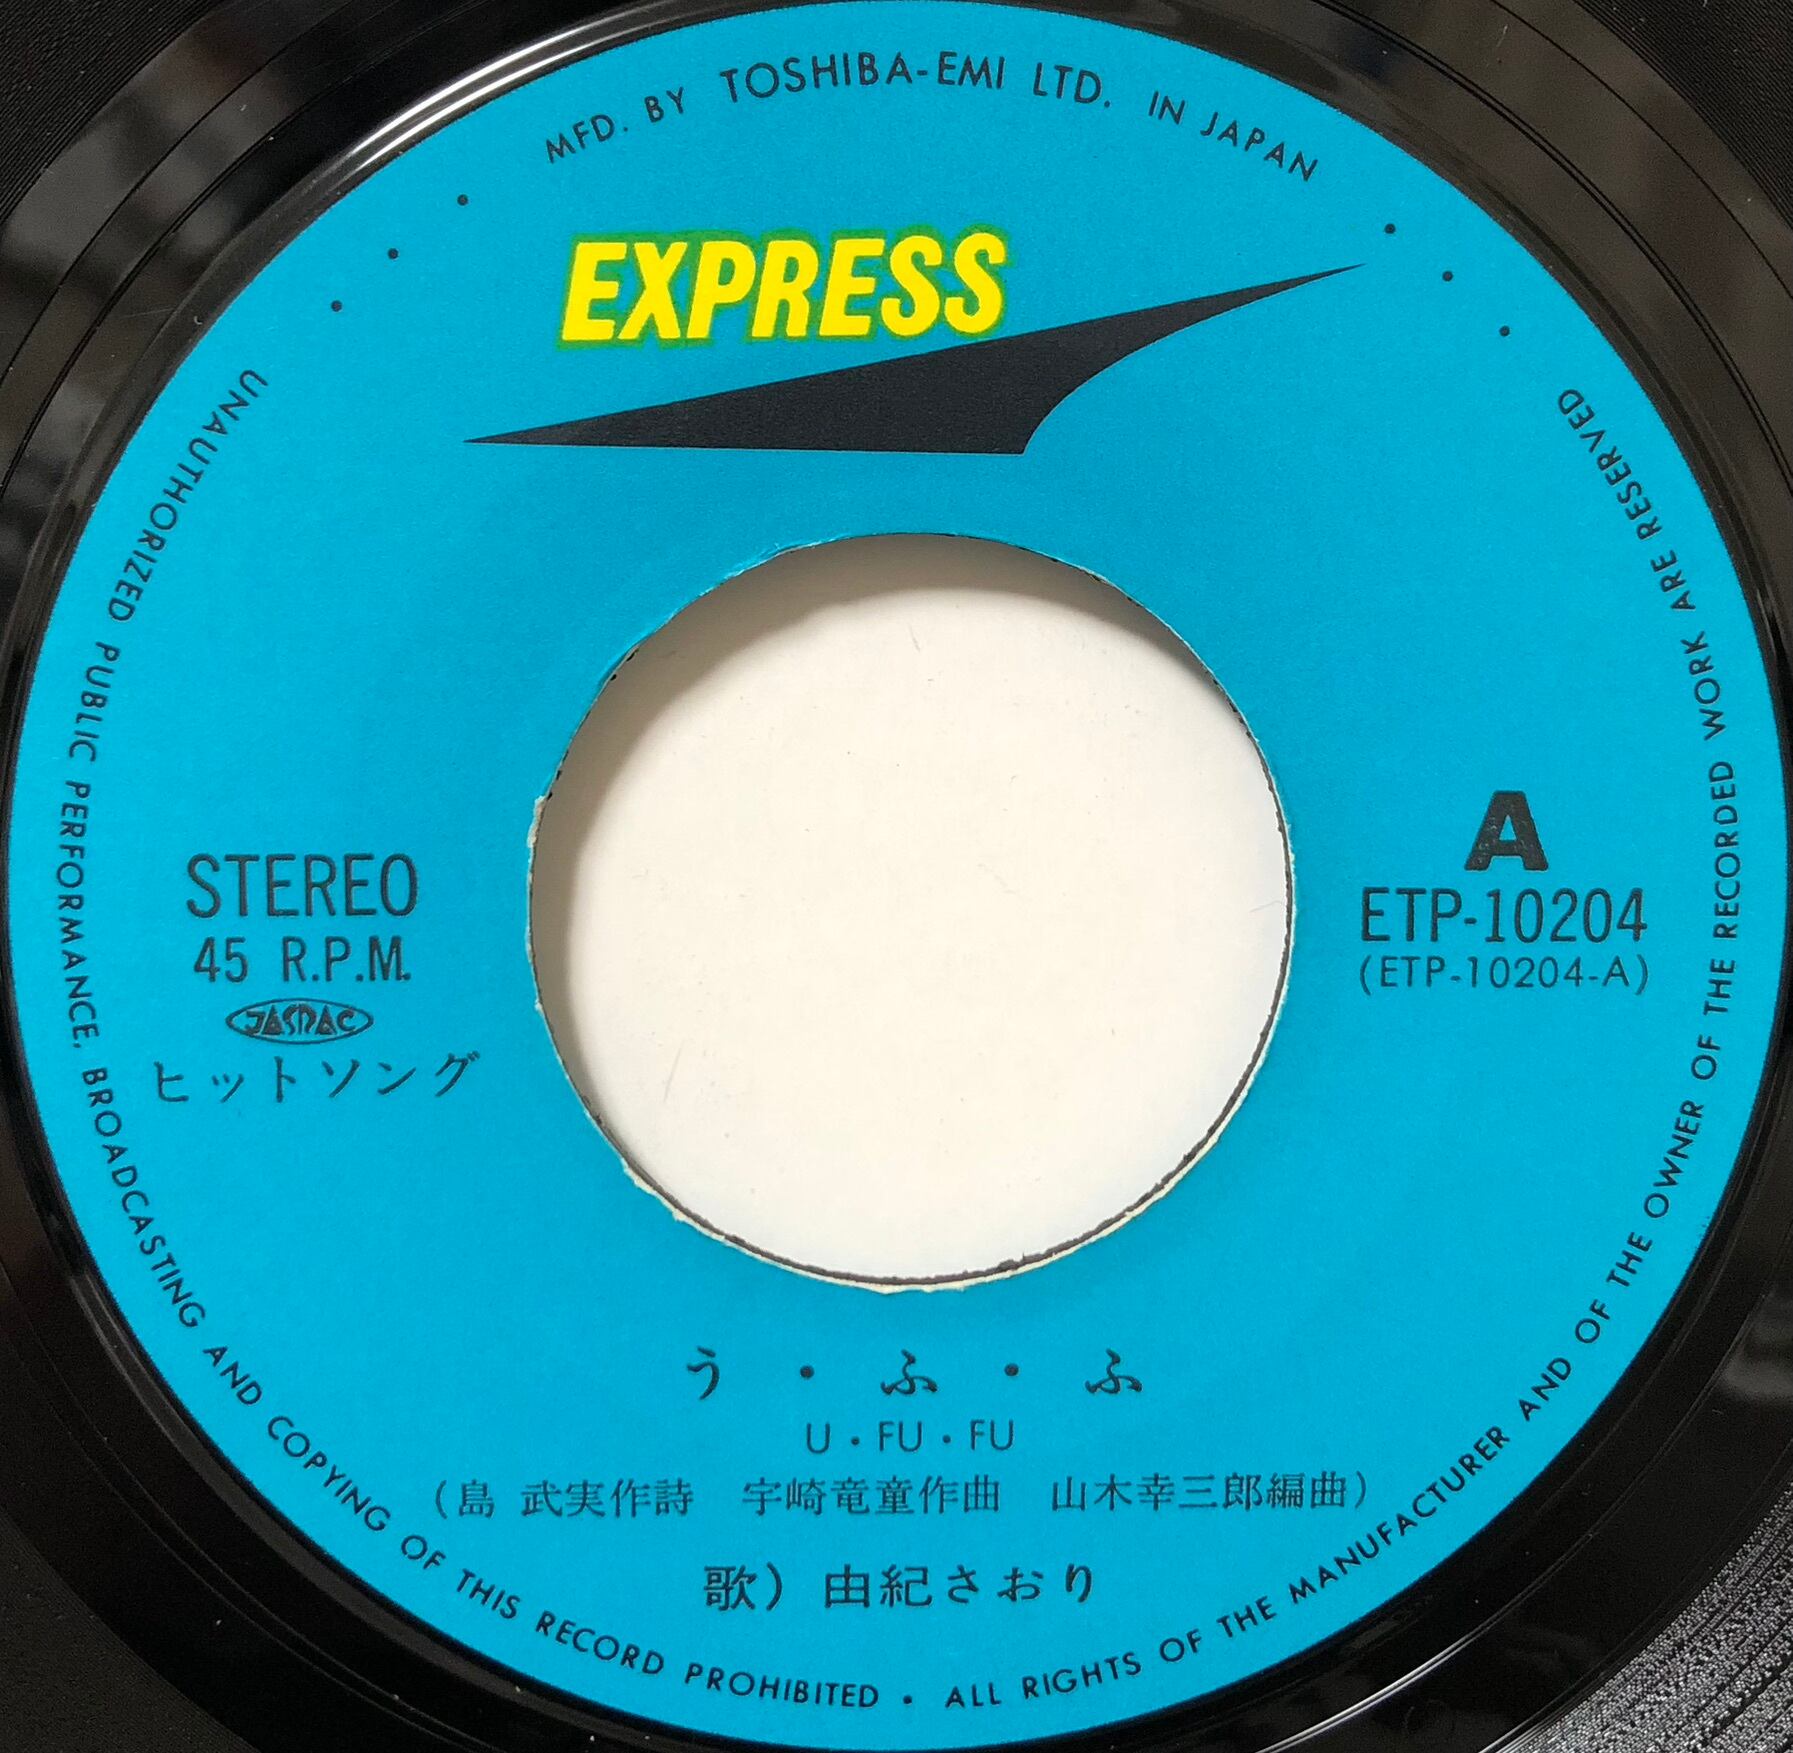 MFD. BY TOSHIBA-EMI LTD. IN JAPAN
EXPRESS
STEREO
45 R.P.M.
JASRAC
ヒットソング
A
ETP-10204
(ETP-10204-A)
う・ふ・ふ
U・FU・FU
(島 武実作詩 宇崎竜童作曲 山木幸三郎編曲)
歌) 由紀さおり
UNAUTHORIZED PUBLIC PERFORMANCE, BROADCASTING AND COPYING OF THIS RECORD PROHIBITED • ALL RIGHTS OF THE MANUFACTURER AND OF THE OWNER OF THE RECORDED WORK ARE RESERVED